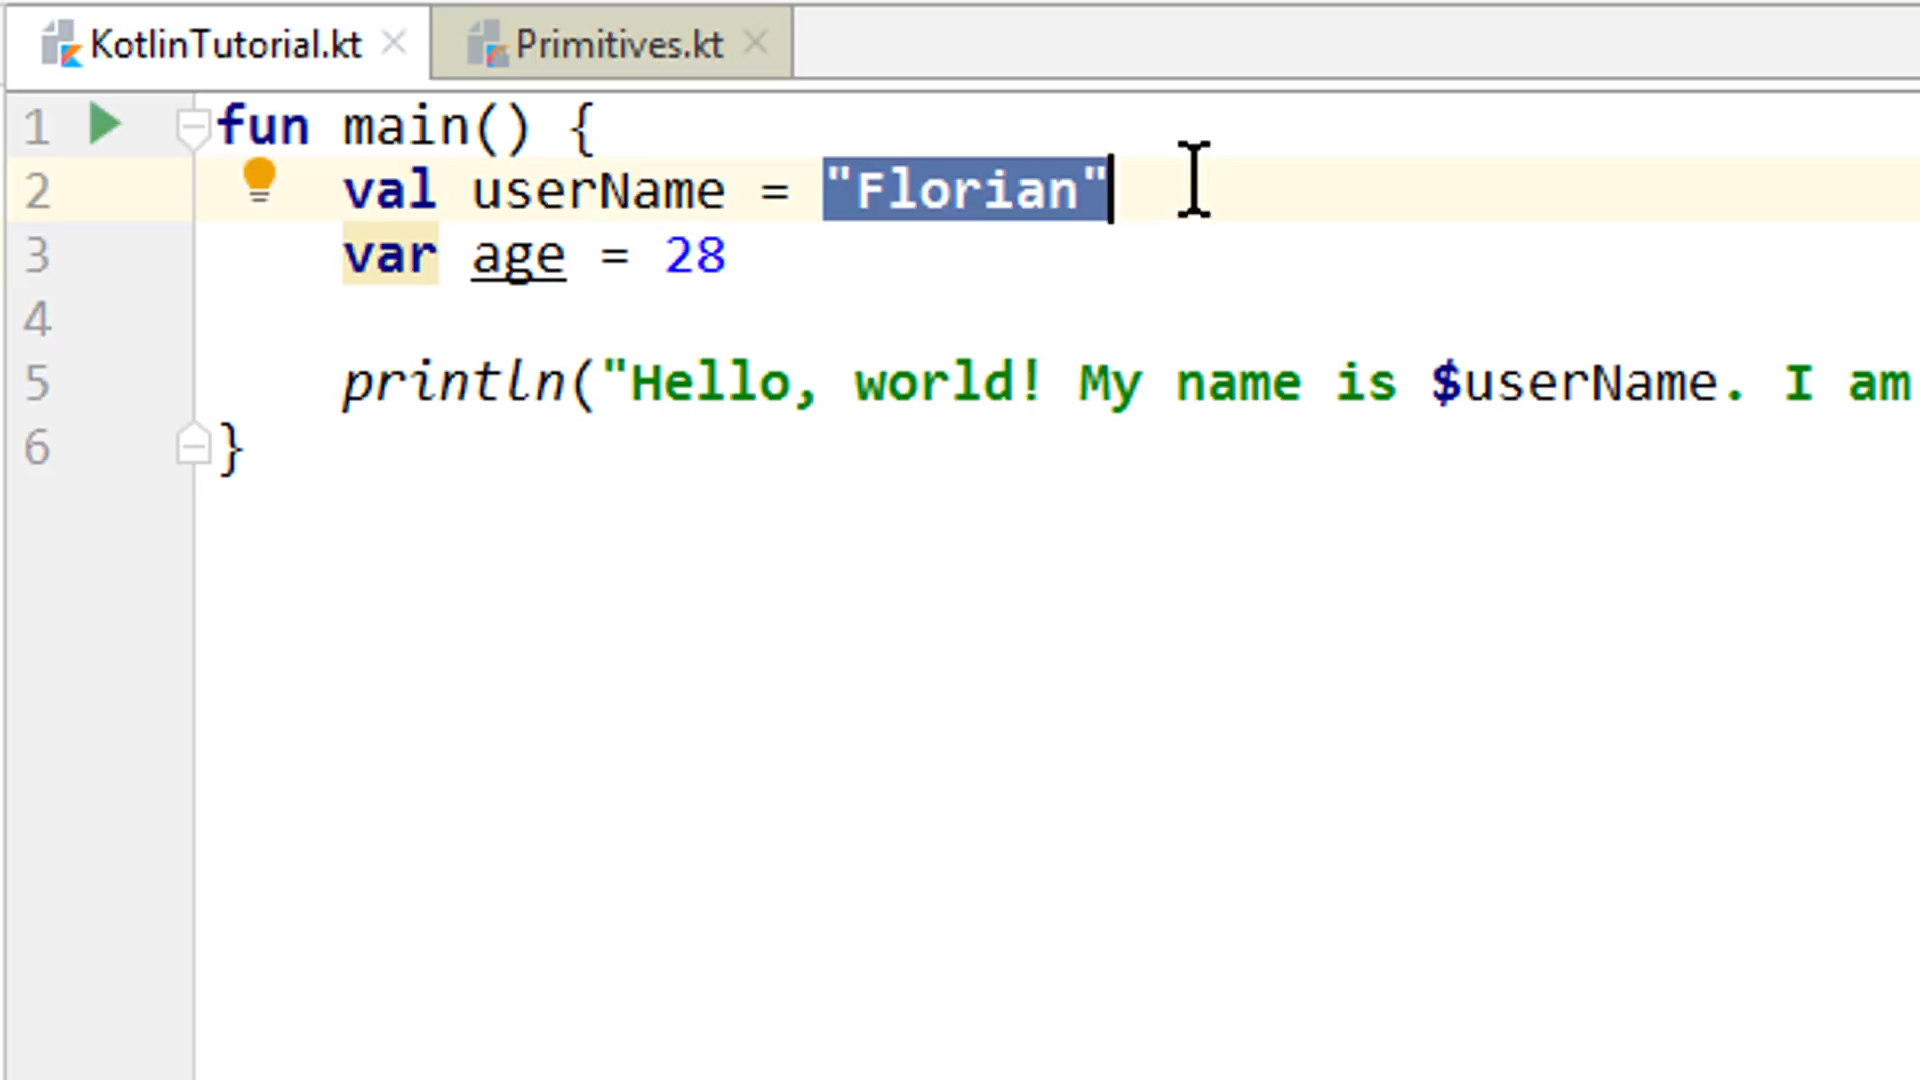 KotlinTutorial.kt Primitives.kt
1 fun main() {
2 val userName = "Florian"
3 var age = 28
4
5 println("Hello, world! My name is $userName. I am
6 }